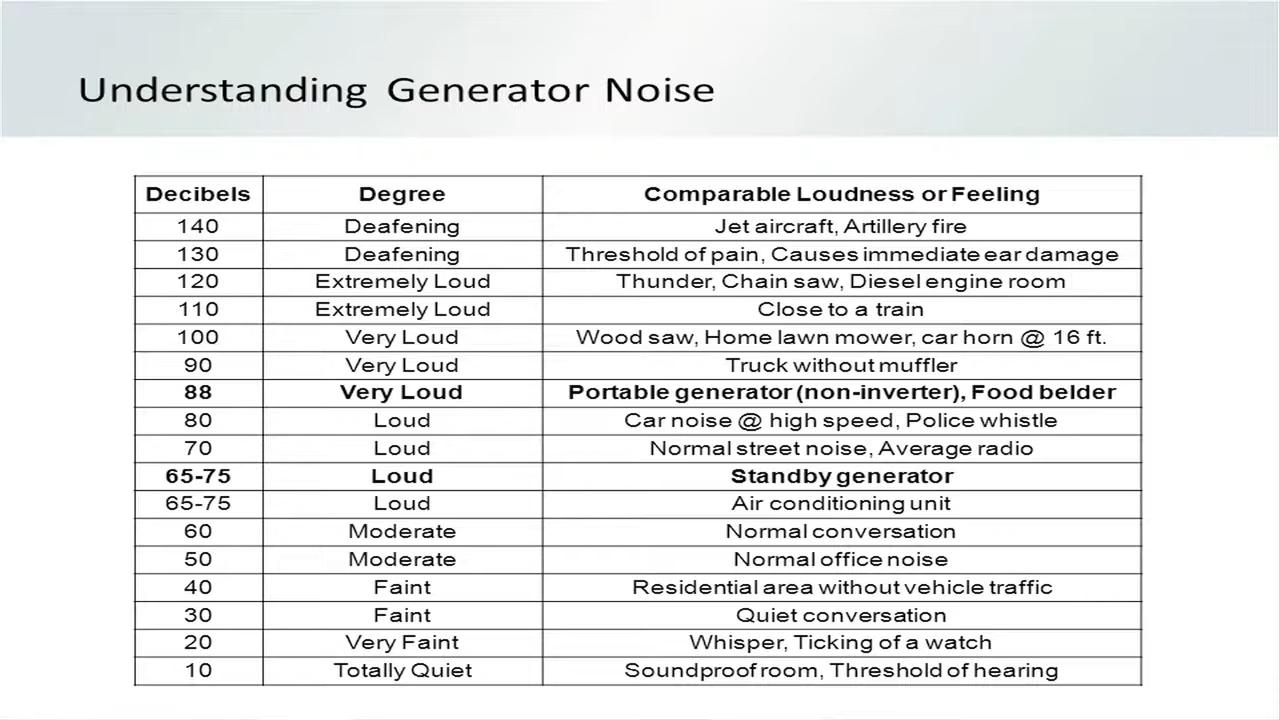 Understanding Generator Noise
Decibels Degree Comparable Loudness or Feeling
140 Deafening Jet aircraft, Artillery fire
130 Deafening Threshold of pain, Causes immediate ear damage
120 Extremely Loud Thunder, Chain saw, Diesel engine room
110 Extremely Loud Close to a train
100 Very Loud Wood saw, Home lawn mower, car horn @ 16 ft.
90 Very Loud Truck without muffler
88 Very Loud Portable generator (non-inverter), Food belder
80 Loud Car noise @ high speed, Police whistle
70 Loud Normal street noise, Average radio
65-75 Loud Standby generator
65-75 Loud Air conditioning unit
60 Moderate Normal conversation
50 Moderate Normal office noise
40 Faint Residential area without vehicle traffic
30 Faint Quiet conversation
20 Very Faint Whisper, Ticking of a watch
10 Totally Quiet Soundproof room, Threshold of hearing